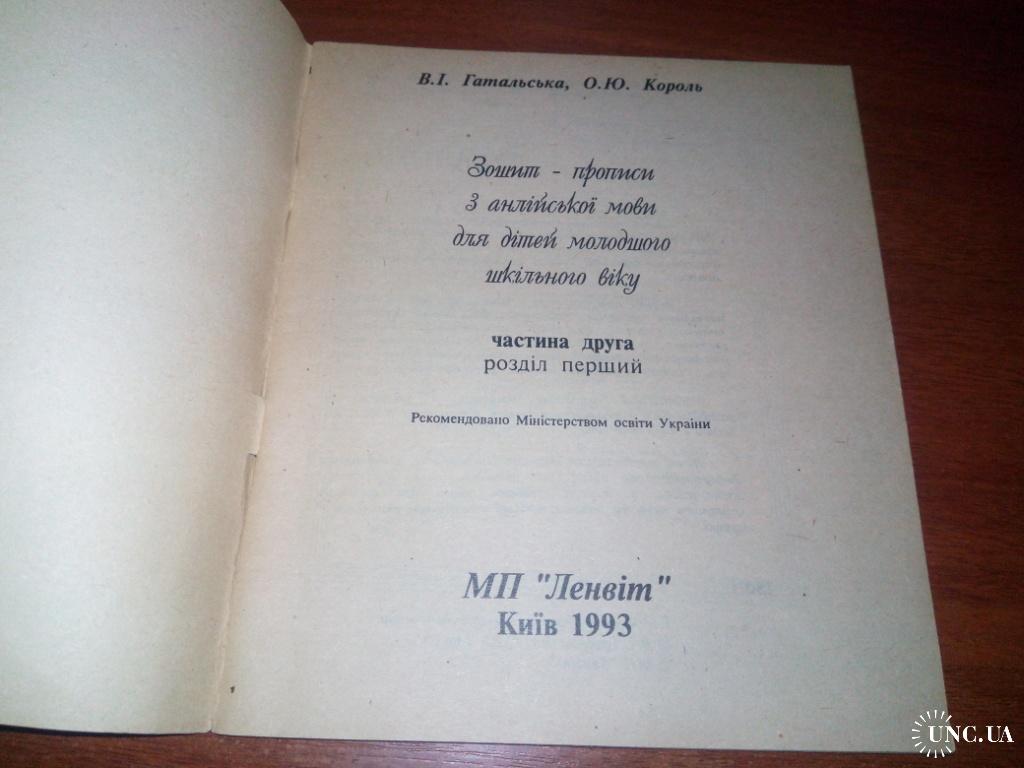 В.І. Гатальська, О.Ю. Король
Зошит - прописи
з англійської мови
для дітей молодшого
шкільного віку
частина друга
розділ перший
Рекомендовано Міністерством освіти України
МП "Ленвіт"
Київ 1993
UNC.UA